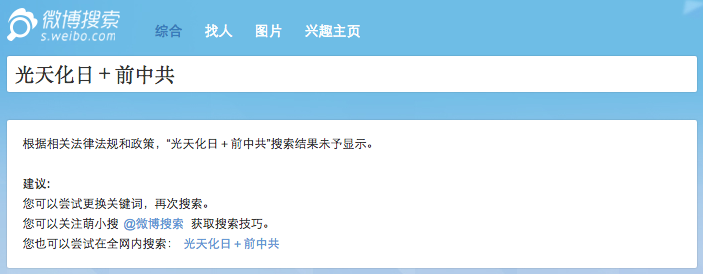 微博搜索
s.weibo.com
综合 找人 图片 兴趣主页
光天化日＋前中共
根据相关法律法规和政策，“光天化日＋前中共”搜索结果未予显示。
建议:
您可以尝试更换关键词，再次搜索。
您可以关注萌小搜 @微博搜索 获取搜索技巧。
您也可以尝试在全网内搜索： 光天化日＋前中共